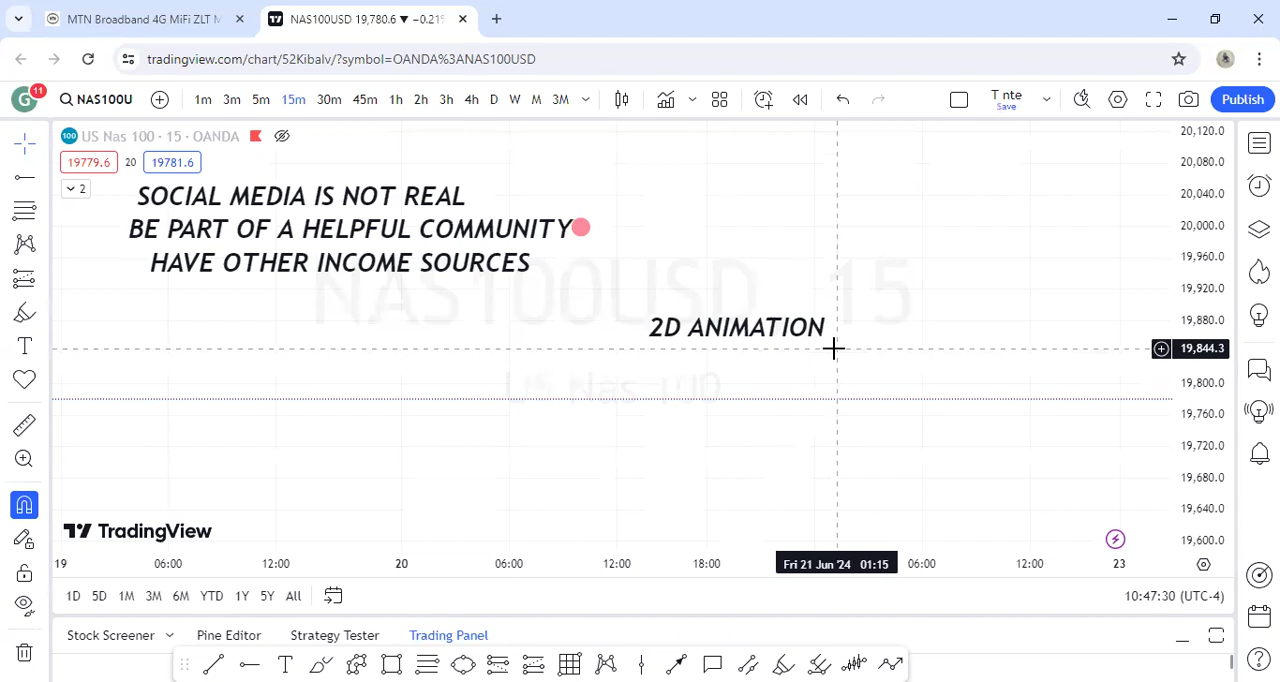 MTN Broadband 4G MiFi ZLT M
NAS100USD 19,780.6 ▼ −0.21%
tradingview.com/chart/52Kibalv/?symbol=OANDA%3ANAS100USD
G 11
NAS100U
1m 3m 5m 15m 30m 45m 1h 2h 3h 4h D W M 3M
T nte
Save
Publish
100 US Nas 100 · 15 · OANDA
19779.6 20 19781.6
2
SOCIAL MEDIA IS NOT REAL
BE PART OF A HELPFUL COMMUNITY
HAVE OTHER INCOME SOURCES
NAS100USD 15
2D ANIMATION
US Nas 100
20,120.0
20,080.0
20,040.0
20,000.0
19,960.0
19,920.0
19,880.0
19,844.3
19,800.0
19,760.0
19,720.0
19,680.0
19,640.0
19,600.0
TradingView
19 06:00 12:00 20 06:00 12:00 18:00 Fri 21 Jun '24 01:15 06:00 12:00 23
1D 5D 1M 3M 6M YTD 1Y 5Y All
10:47:30 (UTC-4)
Stock Screener Pine Editor Strategy Tester Trading Panel